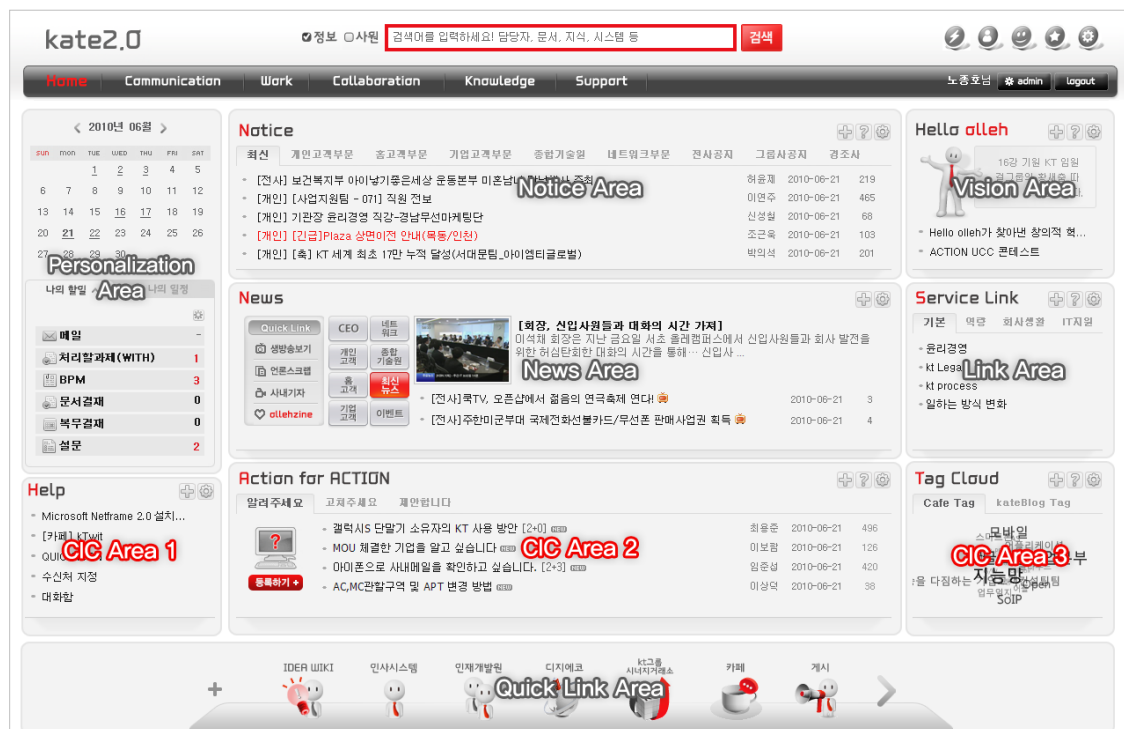 kate2.0
정보 사원 검색어를 입력하세요! 담당자, 문서, 지식, 시스템 등 검색
Home Communication Work Collaboration Knowledge Support 노종호님 admin logout
2010년 06월
SUN MON TUE WED THU FRI SAT
1 2 3 4 5
6 7 8 9 10 11 12
13 14 15 16 17 18 19
20 21 22 23 24 25 26
27 28 29 30
Personalization
Area
나의 할일 나의 일정
메일 -
처리할과제(WITH) 1
BPM 3
문서결재 0
복무결재 0
설문 2
Help
Microsoft Netframe 2.0 설치...
[카페] kTwit
CIC Area 1
수신처 지정
대화함
Notice
최신 개인고객부문 홈고객부문 기업고객부문 종합기술원 네트워크부문 전사공지 그룹사공지 경조사
[전사] 보건복지부 아이낳기좋은세상 운동본부 미혼남녀 주최 허윤재 2010-06-21 219
Notice Area
[개인] [사업지원팀 - 071] 직원 전보 이연주 2010-06-21 465
[개인] 기관장 윤리경영 직강-경남무선마케팅단 신성철 2010-06-21 68
[개인] [긴급]Plaza 상면이전 안내(목동/인천) 조근욱 2010-06-21 103
[개인] [축] KT 세계 최초 17만 누적 달성(서대문팀_아이엠티글로벌) 박의석 2010-06-21 201
News
Quick Link
생방송보기
언론스크랩
사내기자
ollehzine
CEO 네트워크
개인고객 종합기술원
홈고객 최신뉴스
기업고객 이벤트
[회장, 신입사원들과 대화의 시간 가져]
이석채 회장은 지난 금요일 서초 올레캠퍼스에서 신입사원들과 회사 발전을
위한 허심탄회한 대화의 시간을 통해… 신입사 ...
News Area
[전사]쿡TV, 오픈샵에서 젊음의 연극축제 연다! 2010-06-21 3
[전사]주한미군부대 국제전화선불카드/무선폰 판매사업권 획득 2010-06-21 4
Action for ACTION
알려주세요 고쳐주세요 제안합니다
등록하기 +
갤럭시S 단말기 소유자의 KT 사용 방안 [2+0] 최용준 2010-06-21 496
MOU 체결한 기업을 알고 싶습니다 이보람 2010-06-21 126
CIC Area 2
아이폰으로 사내메일을 확인하고 싶습니다. [2+3] 임준성 2010-06-21 420
AC,MC관할구역 및 APT 변경 방법 이상덕 2010-06-21 38
Hello olleh
16강 기원 KT 임원
Vision Area
Hello olleh가 찾아낸 창의적 혁...
ACTION UCC 콘테스트
Service Link
기본 역량 회사생활 IT지원
윤리경영
kt Lega
Link Area
kt process
일하는 방식 변화
Tag Cloud
Cafe Tag kateBlog Tag
모바일
CIC Area 3
지능망
Open
SoIP
IDEA WIKI 인사시스템 인재개발원 디지에코 kt그룹 시너지거래소 카페 게시
Quick Link Area